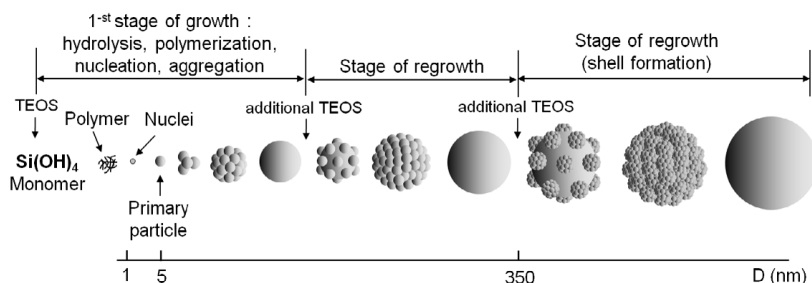 1-st stage of growth :
hydrolysis, polymerization,
nucleation, aggregation
Stage of regrowth
Stage of regrowth
(shell formation)
TEOS
additional TEOS
additional TEOS
Polymer
Nuclei
Si(OH)4
Monomer
Primary
particle
1
5
350
D (nm)